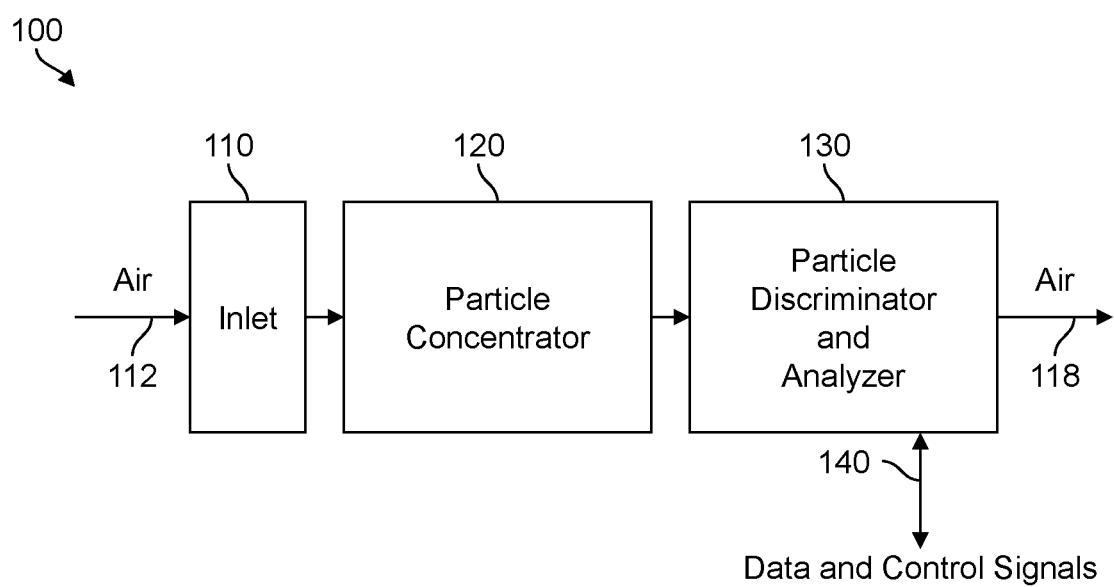 100
110
120
130
Air
Inlet
Particle
Concentrator
Particle
Discriminator
and
Analyzer
Air
112
118
140
Data and Control Signals